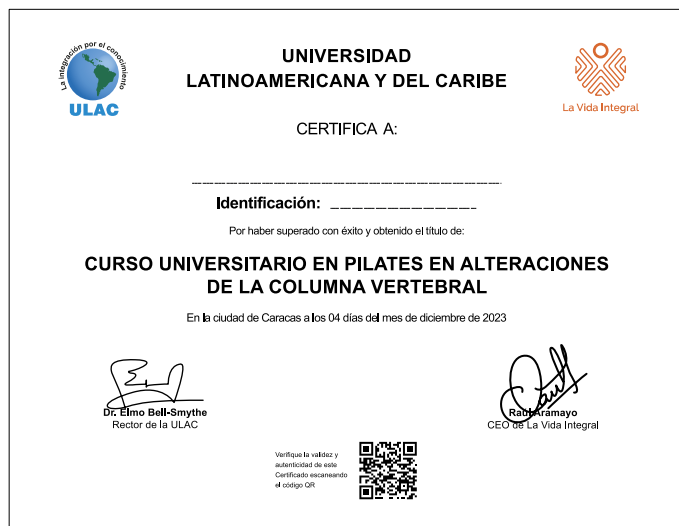 La integración por el conocimiento
ULAC
UNIVERSIDAD
LATINOAMERICANA Y DEL CARIBE
La Vida Integral
CERTIFICA A:
Identificación:
Por haber superado con éxito y obtenido el título de:
CURSO UNIVERSITARIO EN PILATES EN ALTERACIONES
DE LA COLUMNA VERTEBRAL
En la ciudad de Caracas a los 04 días del mes de diciembre de 2023
Dr. Elmo Bell-Smythe
Rector de la ULAC
Raúl Aramayo
CEO de La Vida Integral
Verifique la validez y
autenticidad de este
Certificado escaneando
el código QR